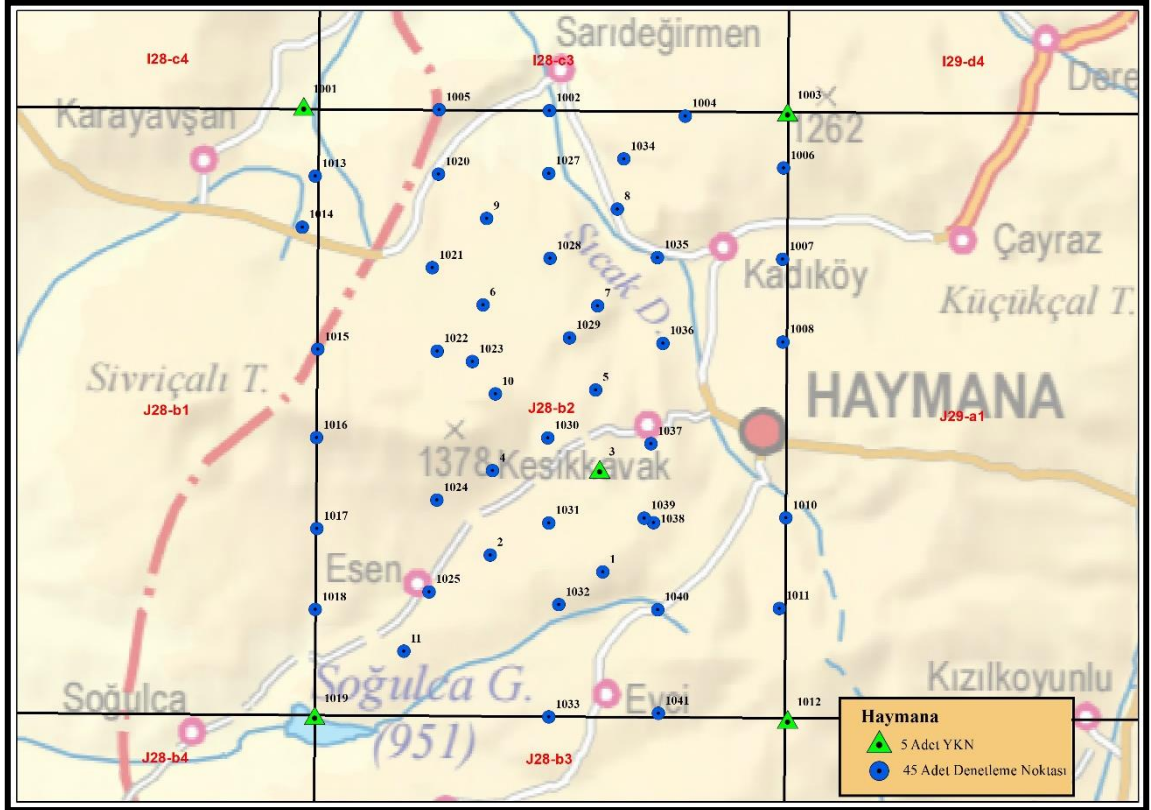 Sarıdeğirmen
I28-c4
I28-c3
I29-d4
Dere
1001
1005
1002
1004
1003
1262
Karayavşan
1013
1020
1027
1034
1006
1014
9
8
Sıcak D.
1021
1028
1035
Kadıköy
1007
Çayraz
Küçükçal T.
6
7
1015
1022
1023
1029
1036
1008
Sivriçalı T.
10
5
HAYMANA
J28-b1
J28-b2
J29-a1
1016
1030
1037
1378
Kesikkavak
4
3
1024
1017
1031
1039
1038
1010
2
1
Esen
1025
1018
1032
1040
1011
11
Soğulca
Soğulca G.
(951)
Evci
Kızılkoyunlu
1019
1033
1041
1012
J28-b4
J28-b3
Haymana
5 Adet YKN
45 Adet Denetleme Noktası